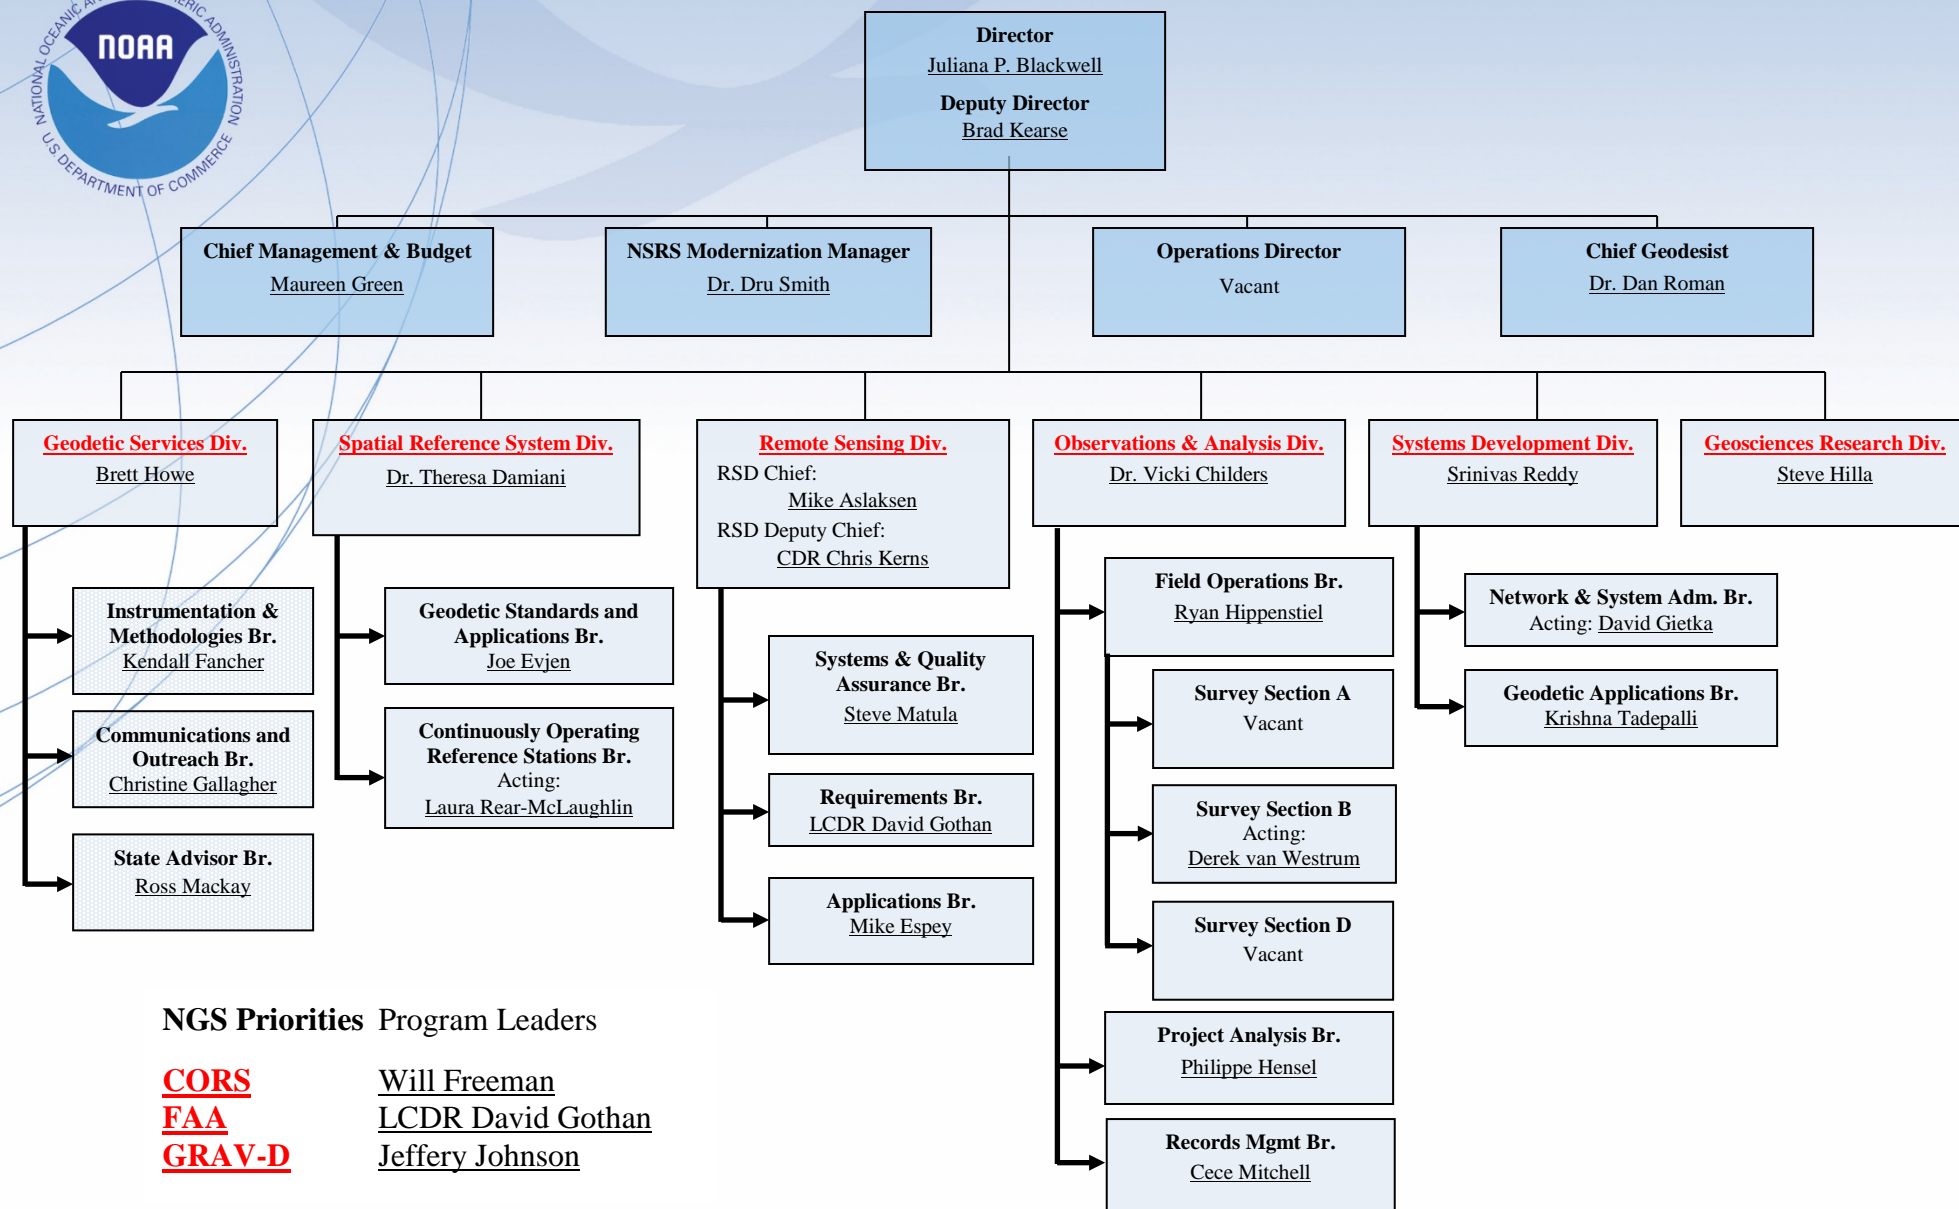 NOAA
NATIONAL OCEANIC AND ATMOSPHERIC ADMINISTRATION
U.S. DEPARTMENT OF COMMERCE
Director
Juliana P. Blackwell
Deputy Director
Brad Kearse
Chief Management & Budget
Maureen Green
NSRS Modernization Manager
Dr. Dru Smith
Operations Director
Vacant
Chief Geodesist
Dr. Dan Roman
Geodetic Services Div.
Brett Howe
Spatial Reference System Div.
Dr. Theresa Damiani
Remote Sensing Div.
RSD Chief:
Mike Aslaksen
RSD Deputy Chief:
CDR Chris Kerns
Observations & Analysis Div.
Dr. Vicki Childers
Systems Development Div.
Srinivas Reddy
Geosciences Research Div.
Steve Hilla
Instrumentation &
Methodologies Br.
Kendall Fancher
Communications and
Outreach Br.
Christine Gallagher
State Advisor Br.
Ross Mackay
Geodetic Standards and
Applications Br.
Joe Evjen
Continuously Operating
Reference Stations Br.
Acting:
Laura Rear-McLaughlin
Systems & Quality
Assurance Br.
Steve Matula
Requirements Br.
LCDR David Gothan
Applications Br.
Mike Espey
Field Operations Br.
Ryan Hippenstiel
Survey Section A
Vacant
Survey Section B
Acting:
Derek van Westrum
Survey Section D
Vacant
Project Analysis Br.
Philippe Hensel
Records Mgmt Br.
Cece Mitchell
Network & System Adm. Br.
Acting: David Gietka
Geodetic Applications Br.
Krishna Tadepalli
NGS Priorities Program Leaders
CORS Will Freeman
FAA LCDR David Gothan
GRAV-D Jeffery Johnson